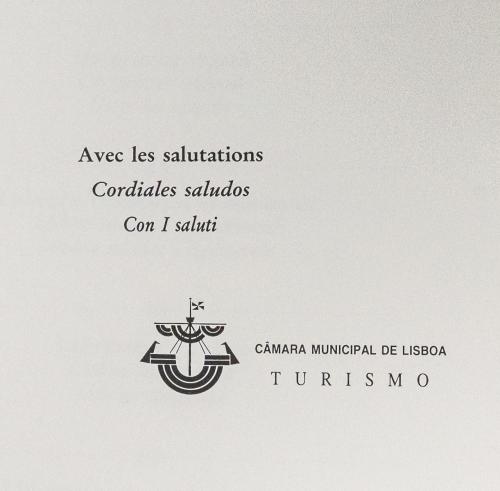 Avec les salutations
Cordiales saludos
Con I saluti
CÂMARA MUNICIPAL DE LISBOA
TURISMO